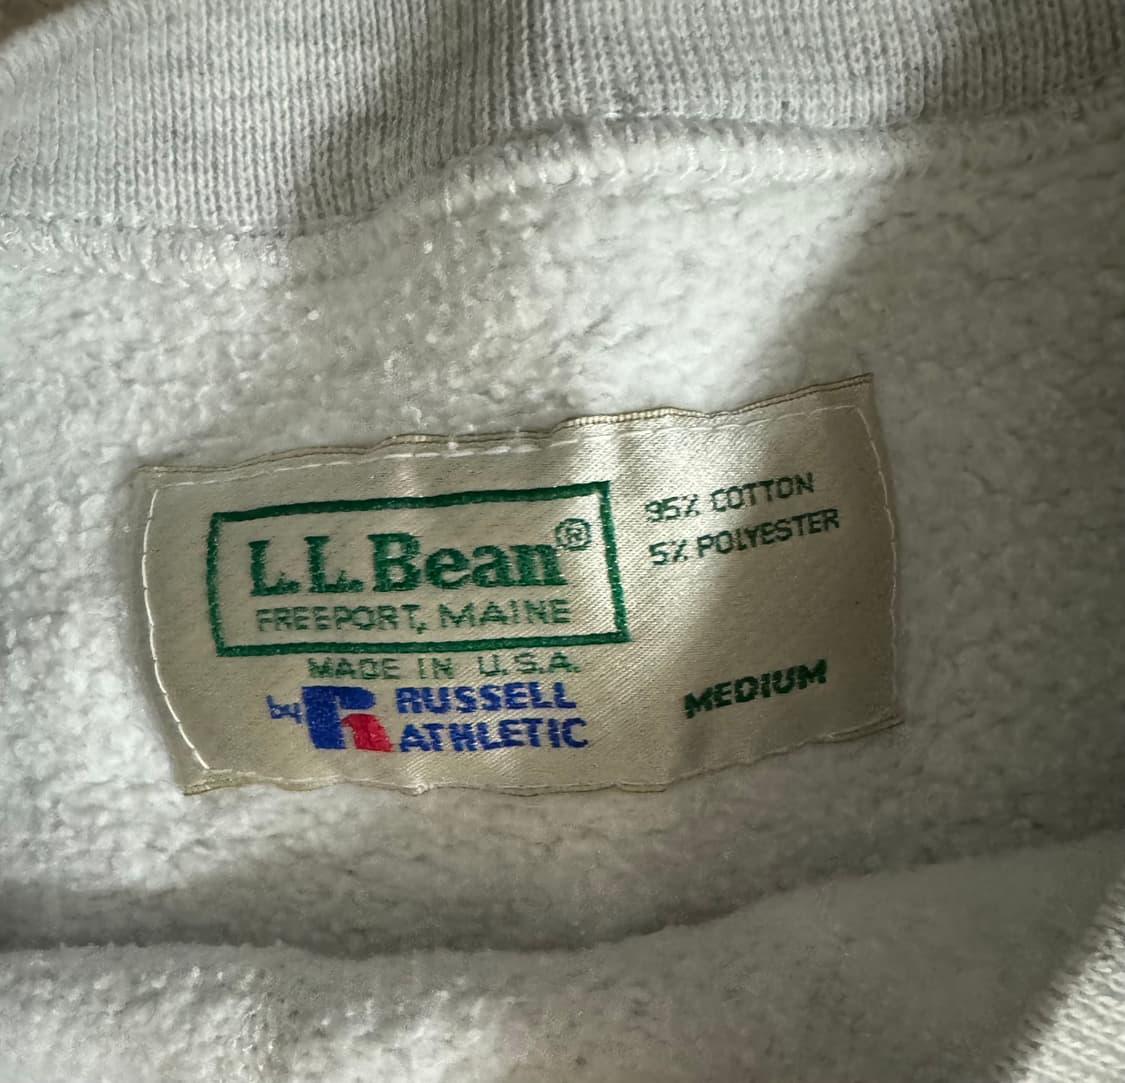 L.L.Bean®
FREEPORT, MAINE
MADE IN U.S.A.
by R RUSSELL
ATHLETIC
95% COTTON
5% POLYESTER
MEDIUM